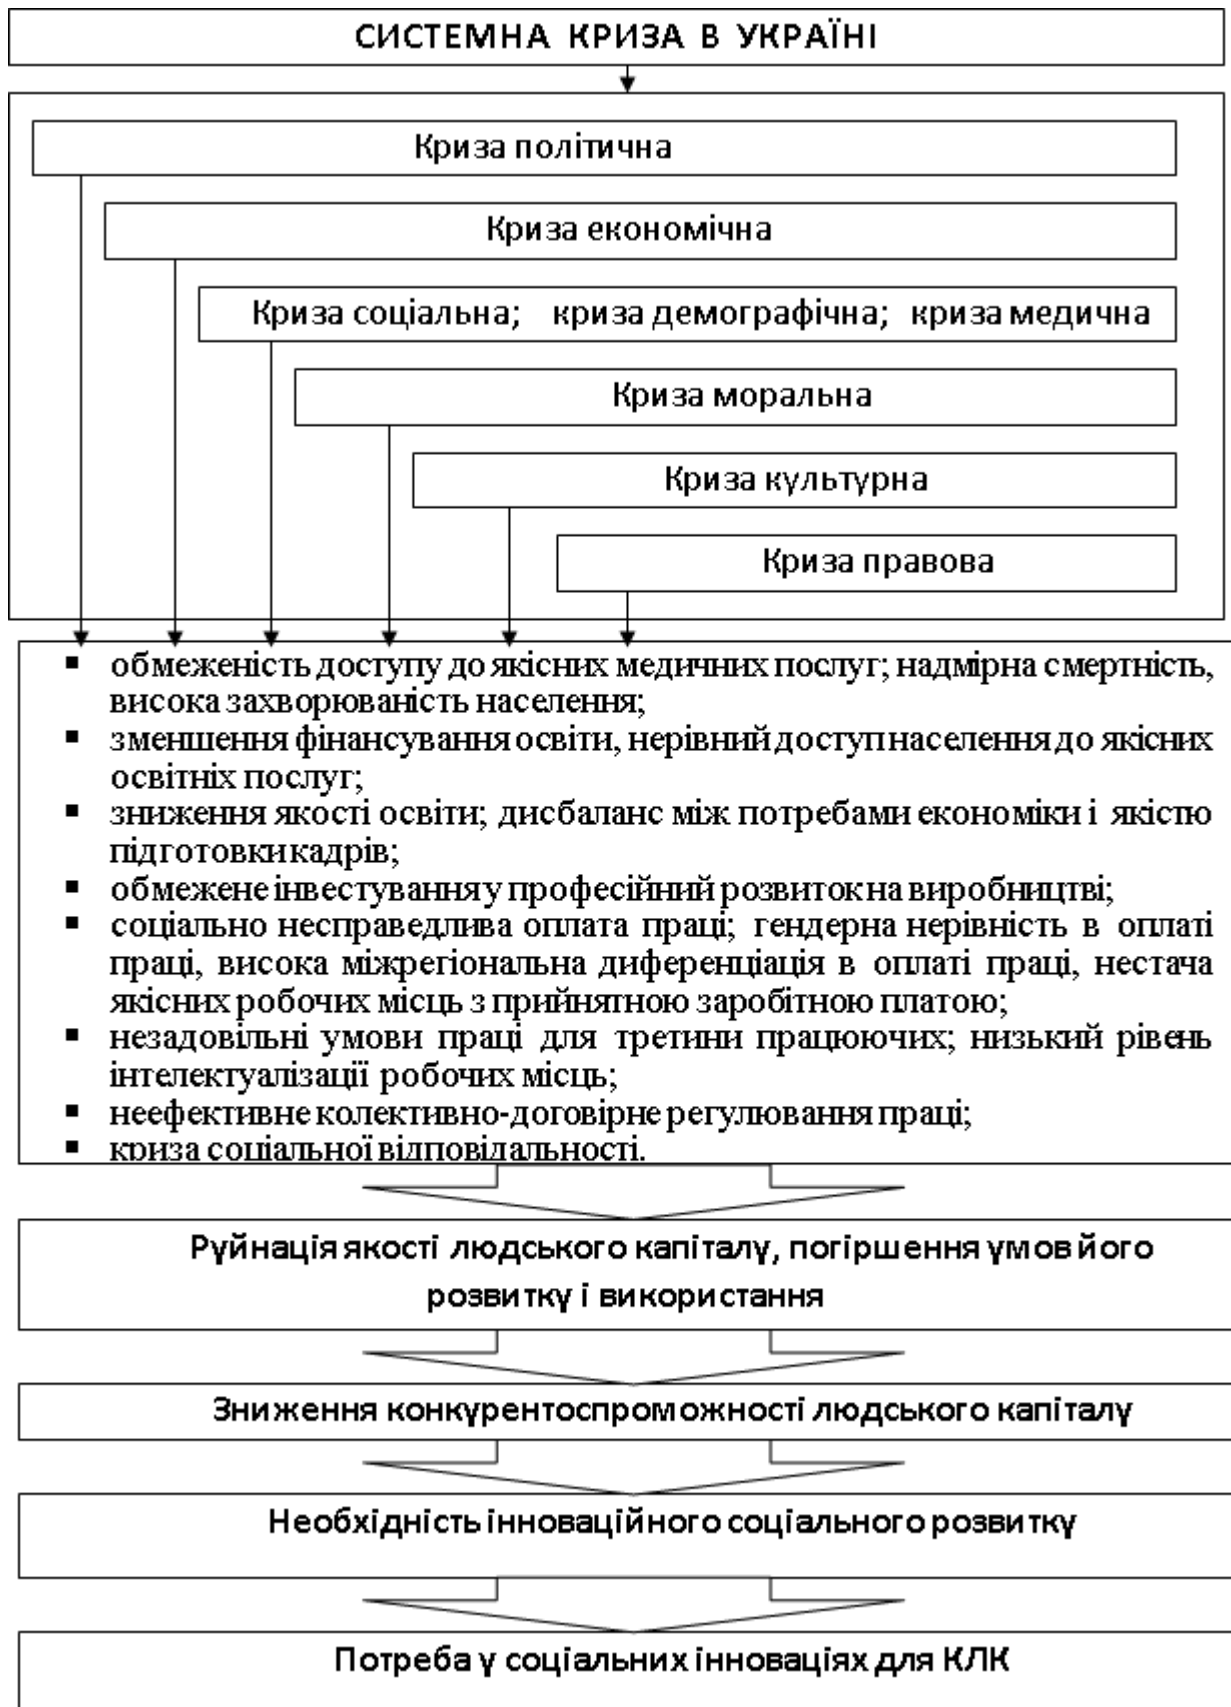 СИСТЕМНА КРИЗА В УКРАЇНІ
Криза політична
Криза економічна
Криза соціальна; криза демографічна; криза медична
Криза моральна
Криза культурна
Криза правова
▪ обмеженість доступу до якісних медичних послуг; надмірна смертність,
висока захворюваність населення;
▪ зменшення фінансування освіти, нерівний доступ населення до якісних
освітніх послуг;
▪ зниження якості освіти; дисбаланс між потребами економіки і якістю
підготовки кадрів;
▪ обмежене інвестування у професійний розвиток на виробництві;
▪ соціально несправедлива оплата праці; гендерна нерівність в оплаті
праці, висока міжрегіональна диференціація в оплаті праці, нестача
якісних робочих місць з прийнятною заробітною платою;
▪ незадовільні умови праці для третини працюючих; низький рівень
інтелектуалізації робочих місць;
▪ неефективне колективно-договірне регулювання праці;
▪ криза соціальної відповідальності.
Руйнація якості людського капіталу, погіршення умов його
розвитку і використання
Зниження конкурентоспроможності людського капіталу
Необхідність інноваційного соціального розвитку
Потреба у соціальних інноваціях для КЛК